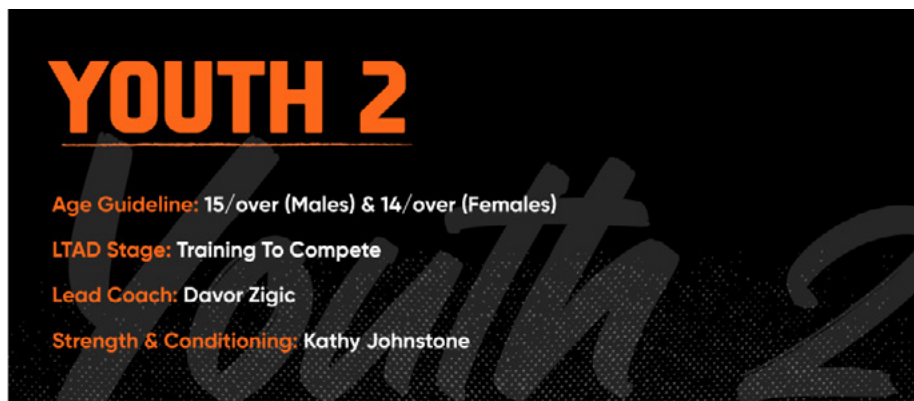 YOUTH 2
Age Guideline: 15/over (Males) & 14/over (Females)
LTAD Stage: Training To Compete
Lead Coach: Davor Zigic
Strength & Conditioning: Kathy Johnstone
Youth 2